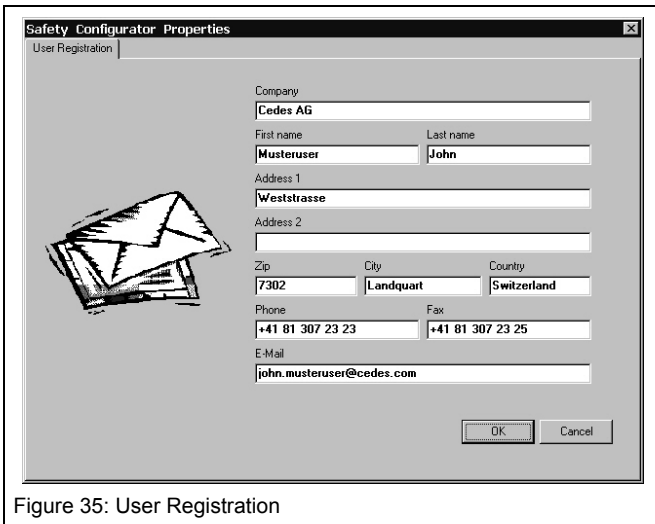 Safety Configurator Properties
User Registration
Company
Cedes AG
First name Last name
Musteruser John
Address 1
Weststrasse
Address 2
Zip City Country
7302 Landquart Switzerland
Phone Fax
+41 81 307 23 23 +41 81 307 23 25
E-Mail
john.musteruser@cedes.com
OK Cancel
Figure 35: User Registration